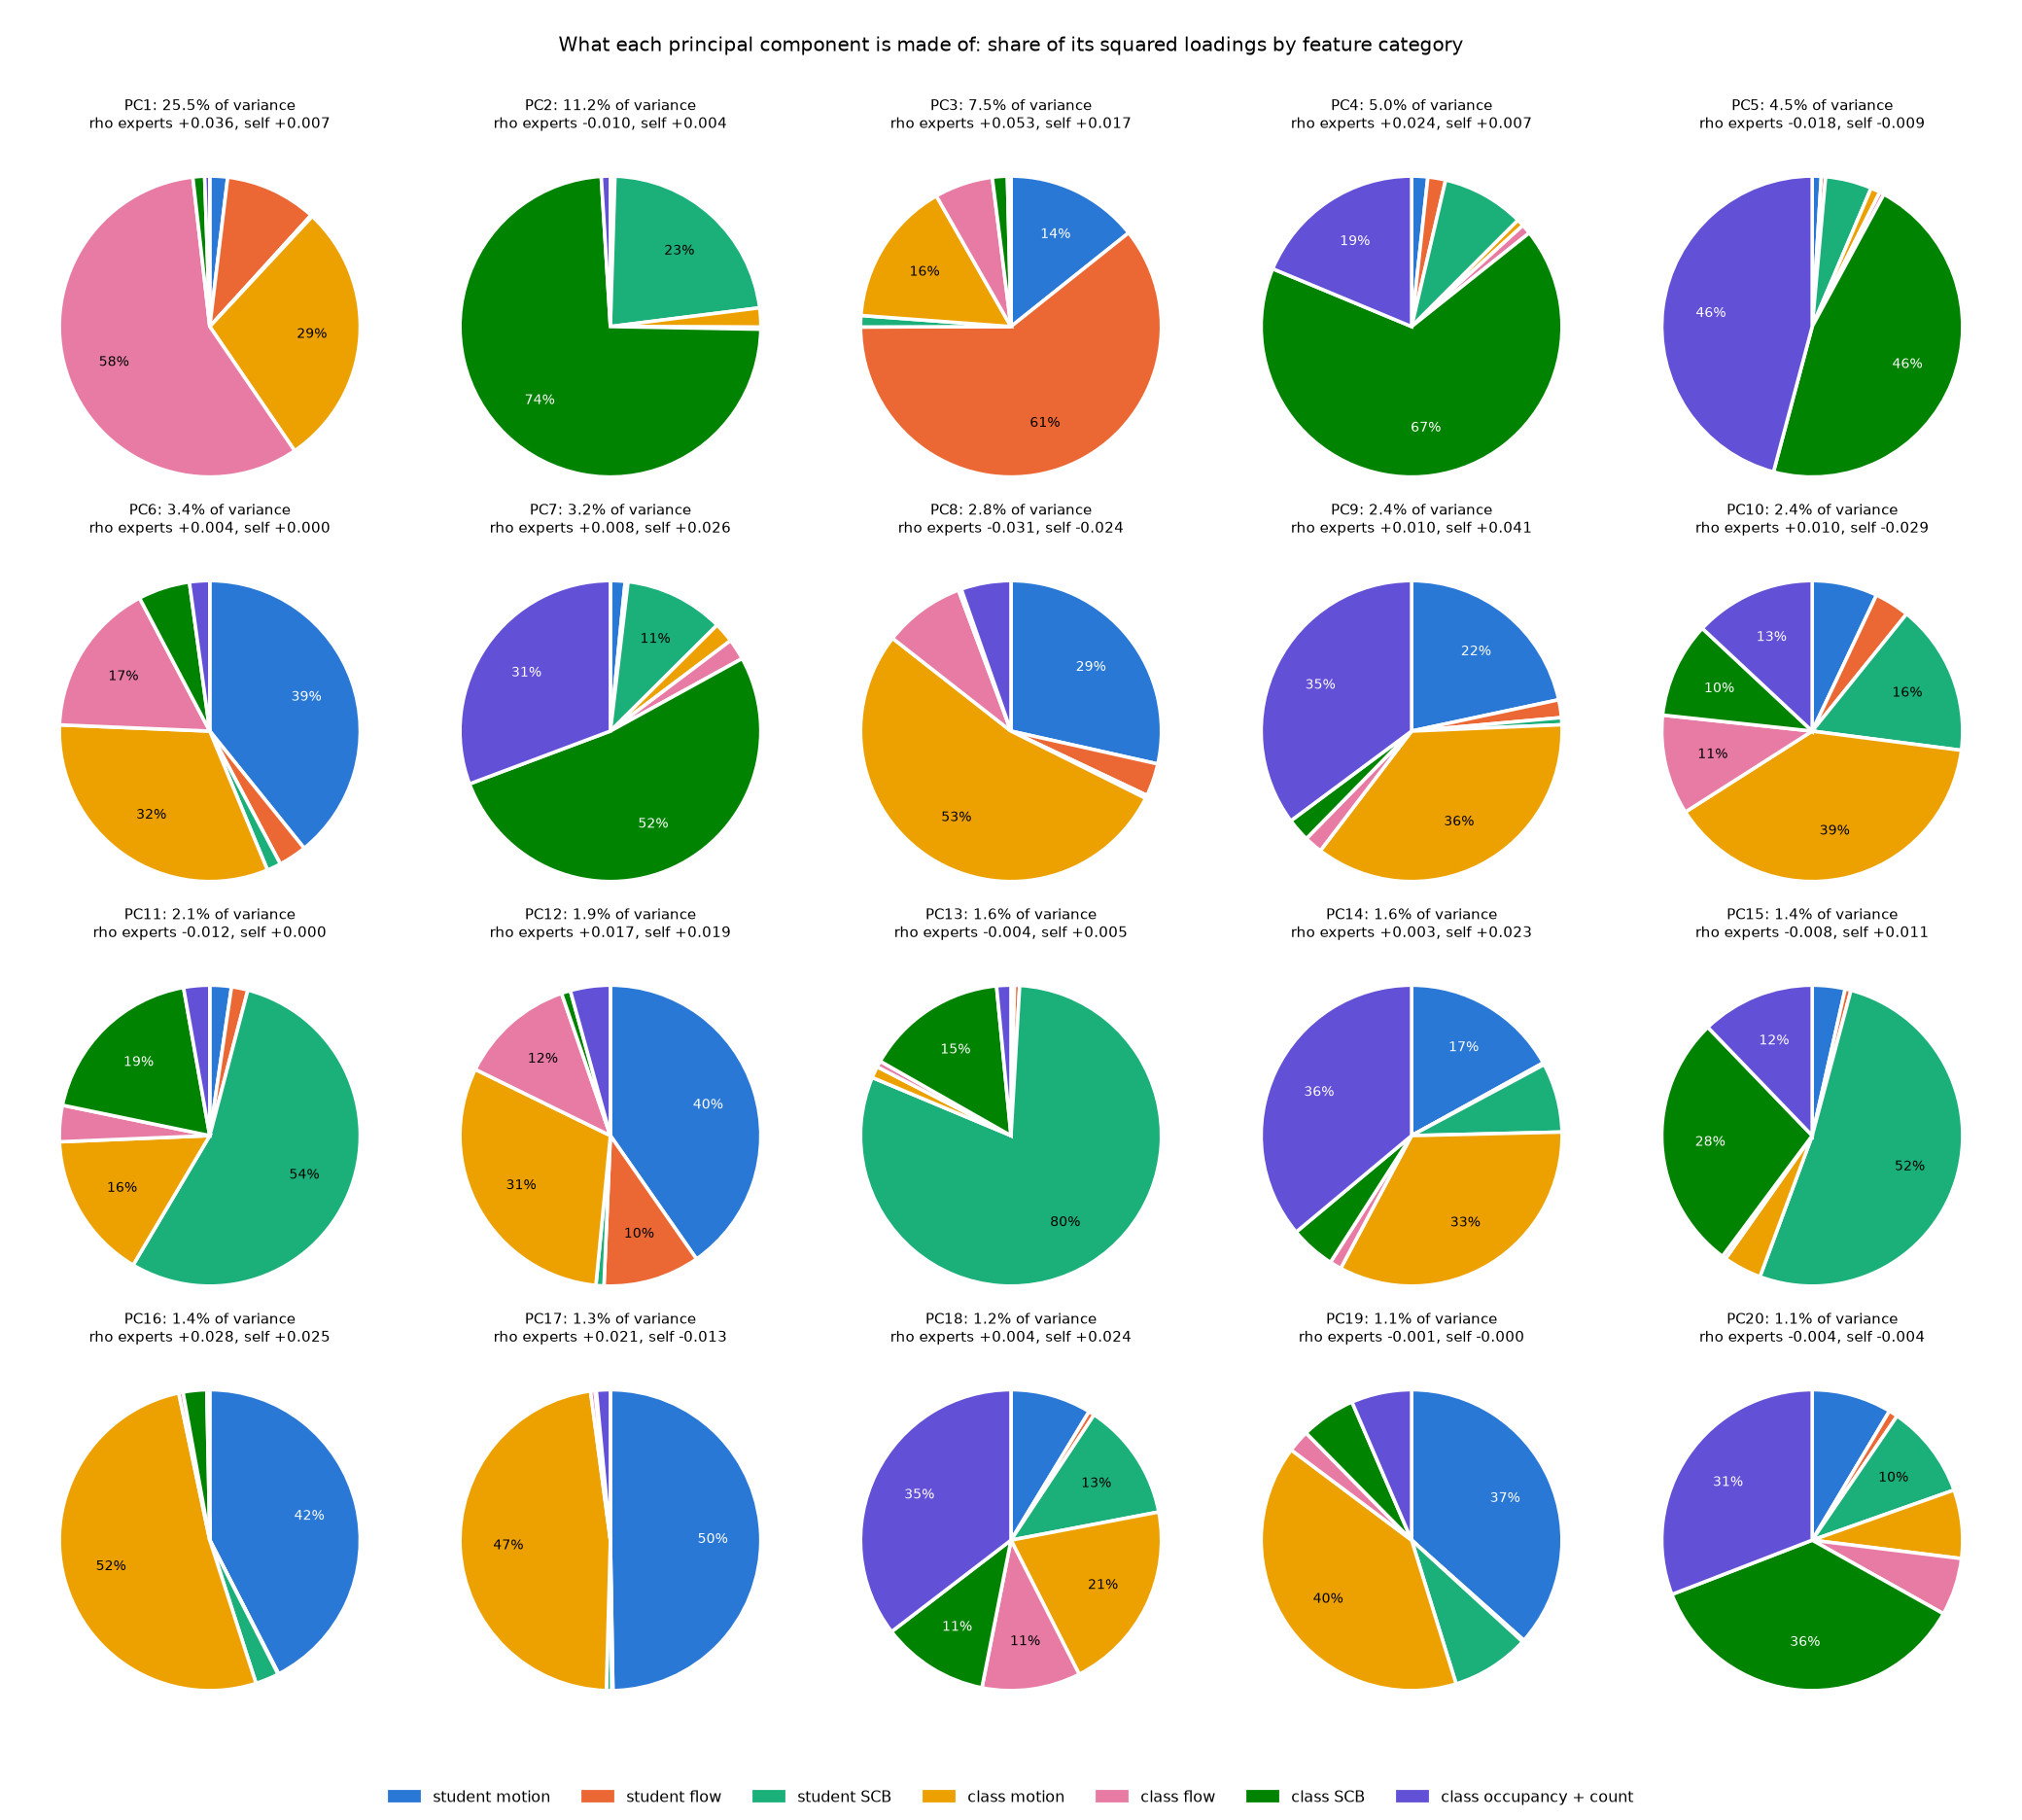 What each principal component is made of: share of its squared loadings by feature category
PC1: 25.5% of variance
rho experts +0.036, self +0.007
58%
29%
PC2: 11.2% of variance
rho experts -0.010, self +0.004
23%
74%
PC3: 7.5% of variance
rho experts +0.053, self +0.017
14%
16%
61%
PC4: 5.0% of variance
rho experts +0.024, self +0.007
19%
67%
PC5: 4.5% of variance
rho experts -0.018, self -0.009
46%
46%
PC6: 3.4% of variance
rho experts +0.004, self +0.000
17%
39%
32%
PC7: 3.2% of variance
rho experts +0.008, self +0.026
11%
31%
52%
PC8: 2.8% of variance
rho experts -0.031, self -0.024
29%
53%
PC9: 2.4% of variance
rho experts +0.010, self +0.041
22%
35%
36%
PC10: 2.4% of variance
rho experts +0.010, self -0.029
13%
10%
16%
11%
39%
PC11: 2.1% of variance
rho experts -0.012, self +0.000
19%
54%
16%
PC12: 1.9% of variance
rho experts +0.017, self +0.019
12%
40%
31%
10%
PC13: 1.6% of variance
rho experts -0.004, self +0.005
15%
80%
PC14: 1.6% of variance
rho experts +0.003, self +0.023
17%
36%
33%
PC15: 1.4% of variance
rho experts -0.008, self +0.011
12%
28%
52%
PC16: 1.4% of variance
rho experts +0.028, self +0.025
42%
52%
PC17: 1.3% of variance
rho experts +0.021, self -0.013
47%
50%
PC18: 1.2% of variance
rho experts +0.004, self +0.024
35%
13%
21%
11%
11%
PC19: 1.1% of variance
rho experts -0.001, self -0.000
37%
40%
PC20: 1.1% of variance
rho experts -0.004, self -0.004
31%
10%
36%
student motion
student flow
student SCB
class motion
class flow
class SCB
class occupancy + count